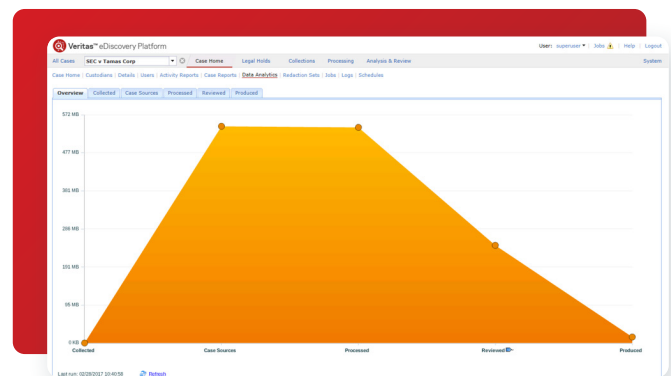 Veritas™ eDiscovery Platform
User: superuser | Jobs | Help | Logout
All Cases SEC v Tamas Corp Case Home Legal Holds Collections Processing Analysis & Review System
Case Home | Custodians | Details | Users | Activity Reports | Case Reports | Data Analytics | Redaction Sets | Jobs | Logs | Schedules
Overview Collected Case Sources Processed Reviewed Produced
572 MB
477 MB
381 MB
286 MB
191 MB
95 MB
0 KB
Collected Case Sources Processed Reviewed Produced
Last run: 02/28/2017 10:40:58 Refresh